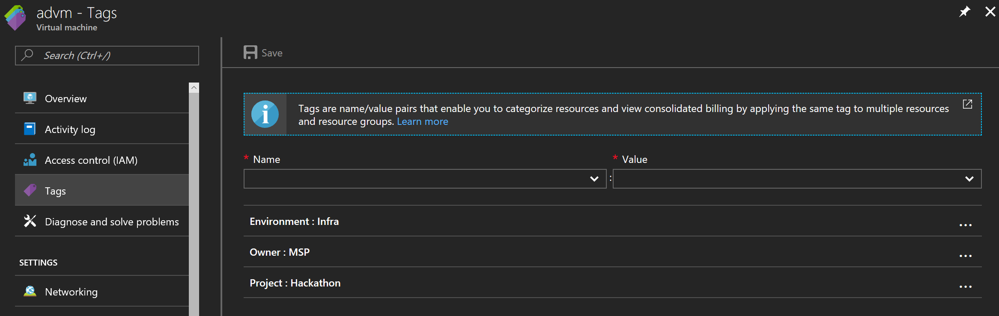 advm - Tags
Virtual machine
Search (Ctrl+/)
Overview
Activity log
Access control (IAM)
Tags
Diagnose and solve problems
SETTINGS
Networking
Save
Tags are name/value pairs that enable you to categorize resources and view consolidated billing by applying the same tag to multiple resources
and resource groups. Learn more
* Name
* Value
:
Environment : Infra
...
Owner : MSP
...
Project : Hackathon
...